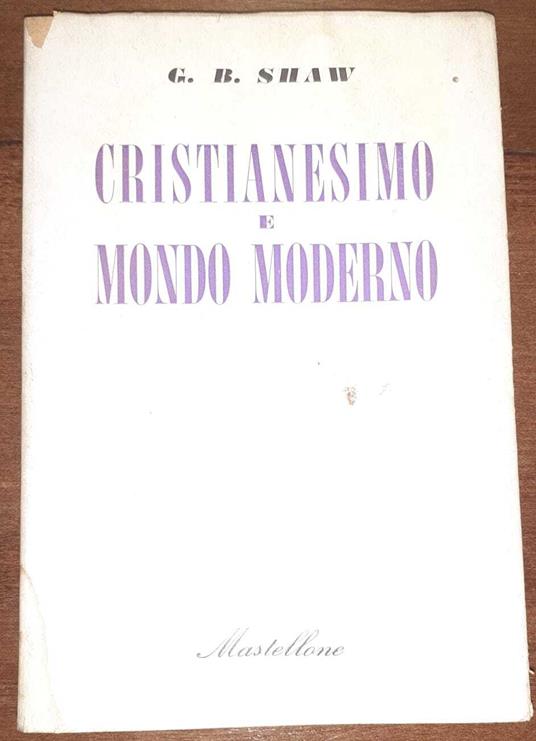 G. B. SHAW
CRISTIANESIMO
E
MONDO MODERNO
Mastellone